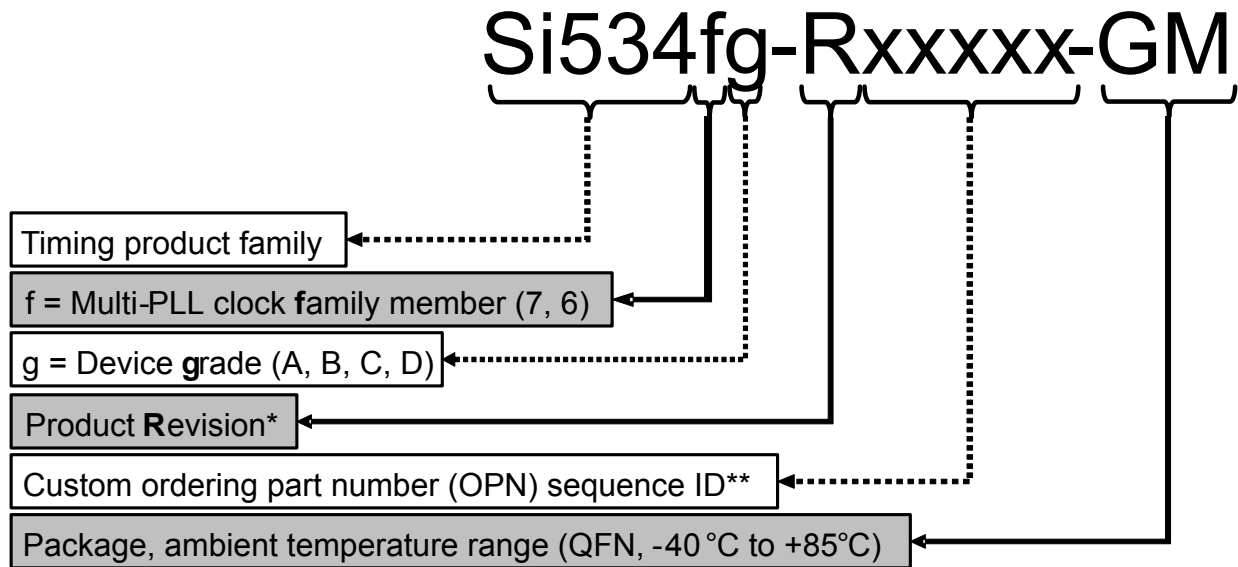 Si534fg-Rxxxxx-GM
Timing product family
f = Multi-PLL clock family member (7, 6)
g = Device grade (A, B, C, D)
Product Revision*
Custom ordering part number (OPN) sequence ID**
Package, ambient temperature range (QFN, -40 °C to +85°C)